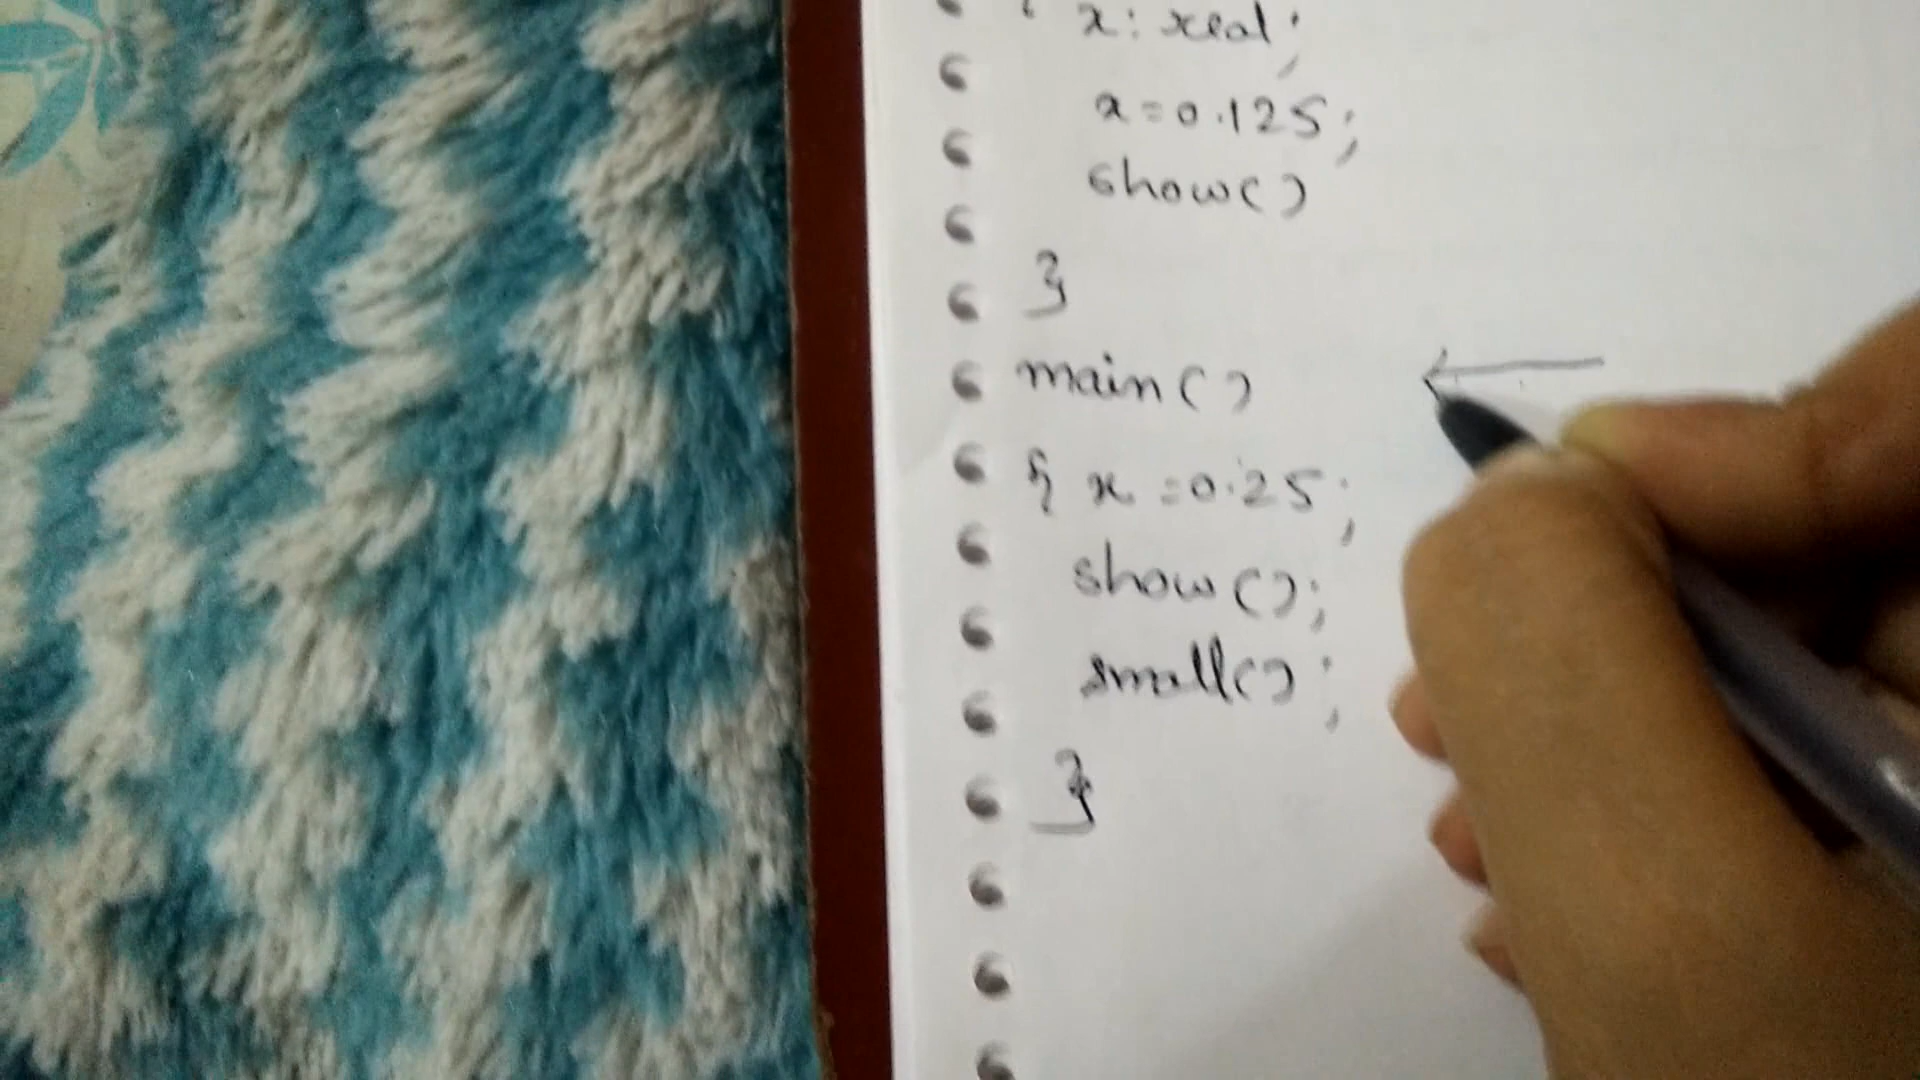 { x: real;
x=0.125;
show()
}
main()
{ x=0.25;
show();
small();
}